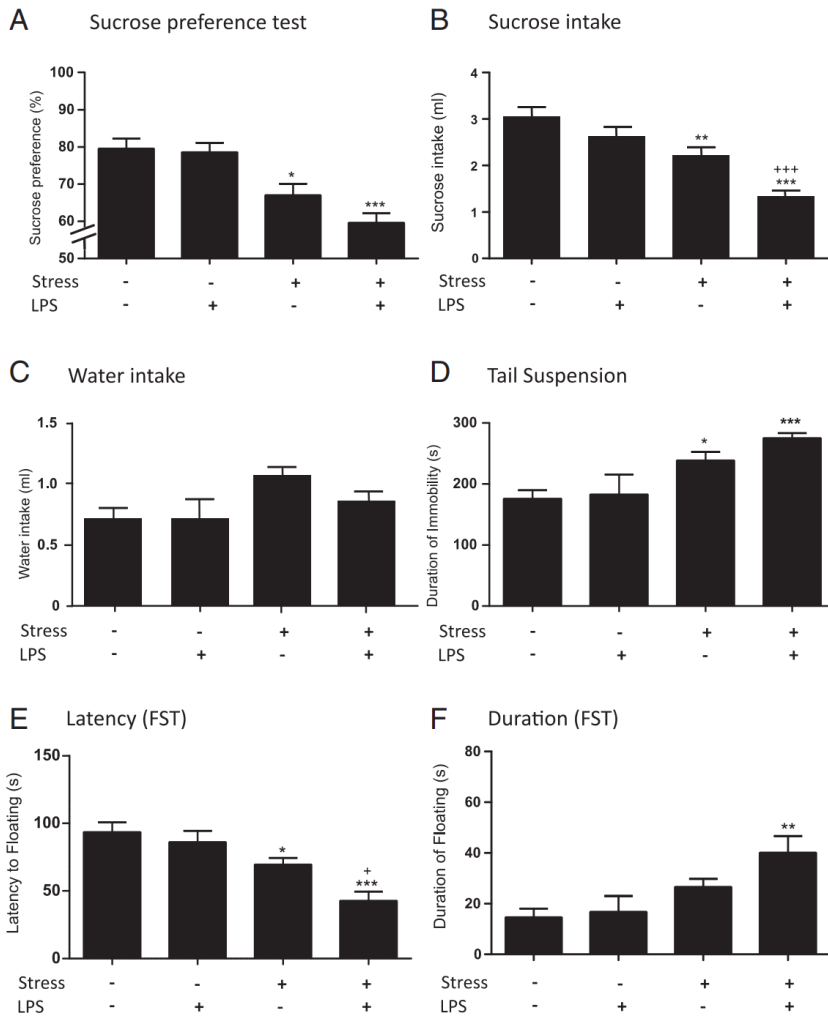 A Sucrose preference test
Sucrose preference (%)
100
90
80
70
60
50
*
***
Stress - - + +
LPS - + - +
B Sucrose intake
Sucrose intake (ml)
4
3
2
1
0
**
+++
***
Stress - - + +
LPS - + - +
C Water intake
Water intake (ml)
1.5
1.0
0.5
0
Stress - - + +
LPS - + - +
D Tail Suspension
Duration of Immobility (s)
300
200
100
0
*
***
Stress - - + +
LPS - + - +
E Latency (FST)
Latency to Floating (s)
150
100
50
0
*
+
***
Stress - - + +
LPS - + - +
F Duration (FST)
Duration of Floating (s)
80
60
40
20
0
**
Stress - - + +
LPS - + - +